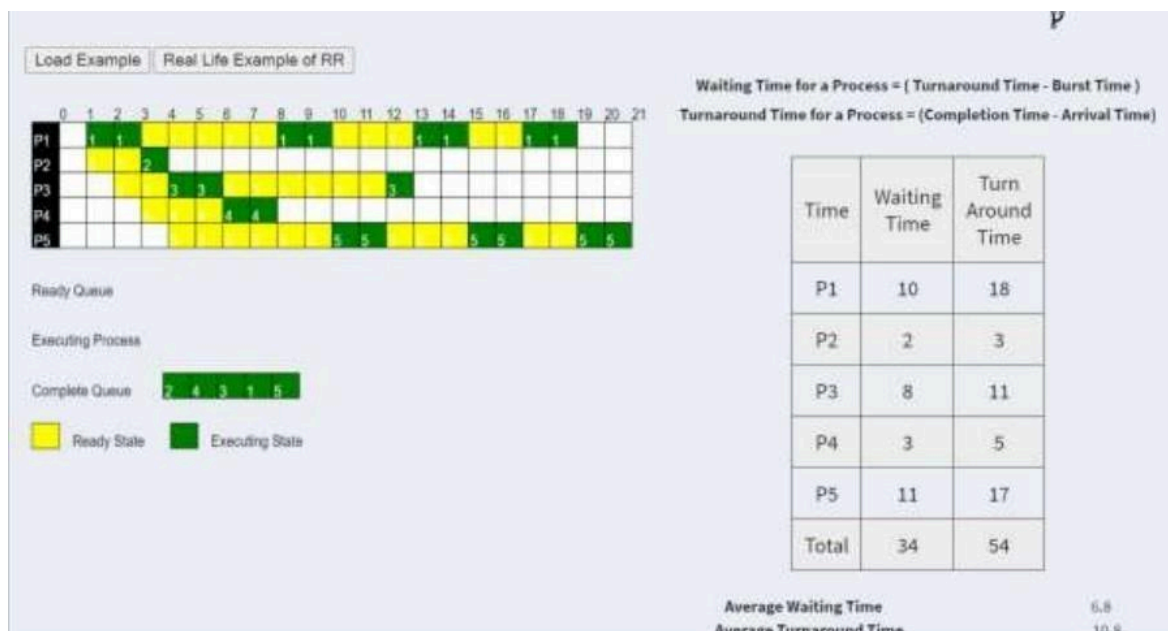 Load Example Real Life Example of RR
0 1 2 3 4 5 6 7 8 9 10 11 12 13 14 15 16 17 18 19 20 21
P1 1 1 1 1 1 1 1 1
P2 2
P3 3 3 3
P4 4 4
P5 5 5 5 5 5 5
Ready Queue
Executing Process
Complete Queue 2 4 3 1 5
Ready State Executing State
Waiting Time for a Process = ( Turnaround Time - Burst Time )
Turnaround Time for a Process = (Completion Time - Arrival Time)
Time Waiting Time Turn Around Time
P1 10 18
P2 2 3
P3 8 11
P4 3 5
P5 11 17
Total 34 54
Average Waiting Time 6.8
Average Turnaround Time 10.8